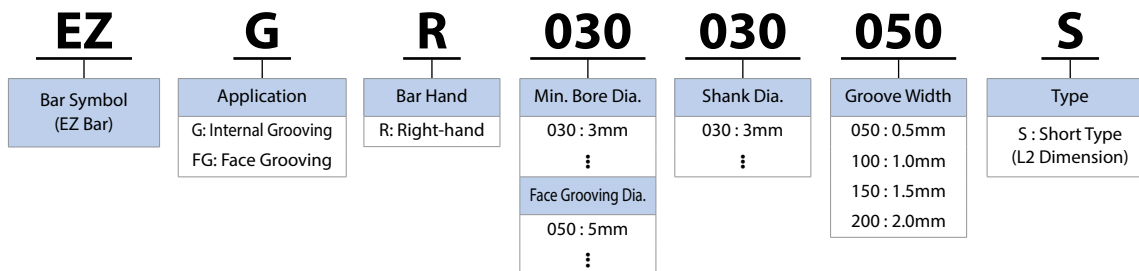 EZ G R 030 030 050 S
Bar Symbol
(EZ Bar)
Application
G: Internal Grooving
FG: Face Grooving
Bar Hand
R: Right-hand
Min. Bore Dia.
030 : 3mm
⋮
Face Grooving Dia.
050 : 5mm
⋮
Shank Dia.
030 : 3mm
⋮
Groove Width
050 : 0.5mm
100 : 1.0mm
150 : 1.5mm
200 : 2.0mm
Type
S : Short Type
(L2 Dimension)